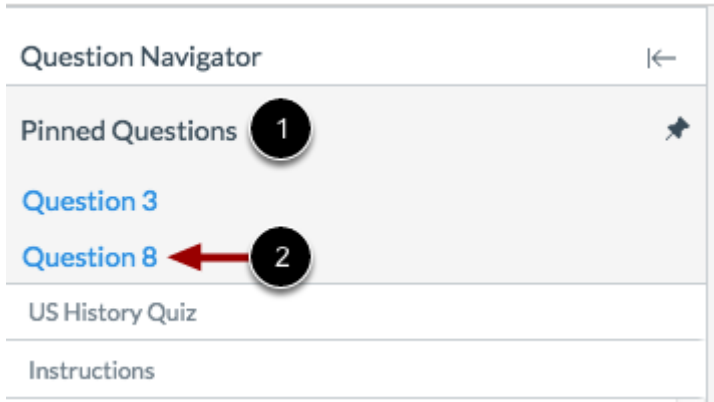 Question Navigator
Pinned Questions 1
Question 3
Question 8 2
US History Quiz
Instructions